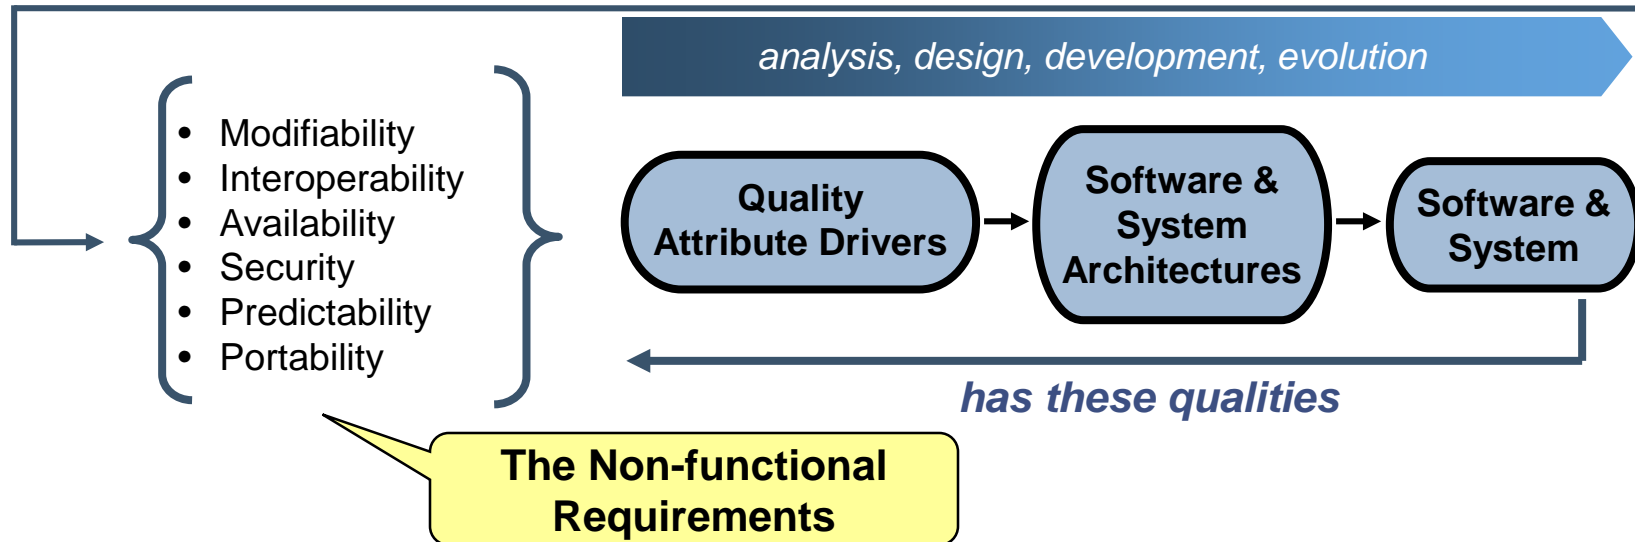 analysis, design, development, evolution
• Modifiability
• Interoperability
• Availability
• Security
• Predictability
• Portability
Quality
Attribute Drivers
Software &
System
Architectures
Software &
System
has these qualities
The Non-functional
Requirements